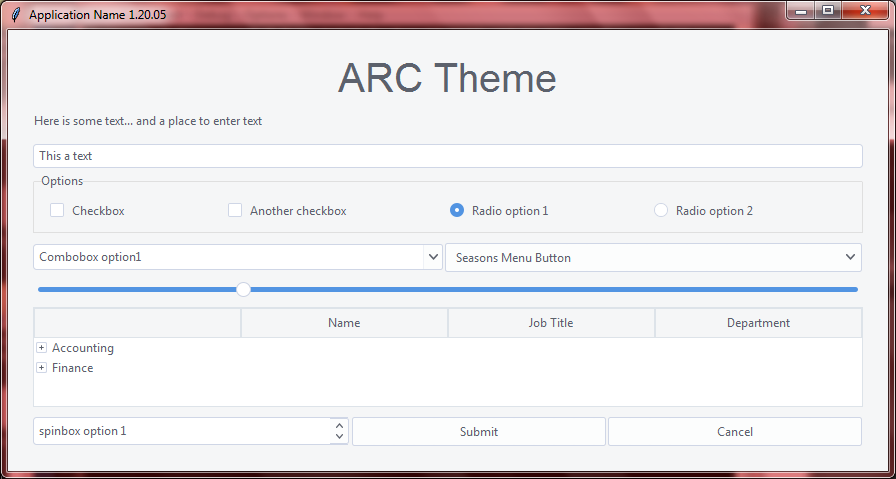 Application Name 1.20.05
ARC Theme
Here is some text... and a place to enter text
This a text
Options
Checkbox Another checkbox Radio option 1 Radio option 2
Combobox option1 Seasons Menu Button
Name Job Title Department
Accounting
Finance
spinbox option 1 Submit Cancel